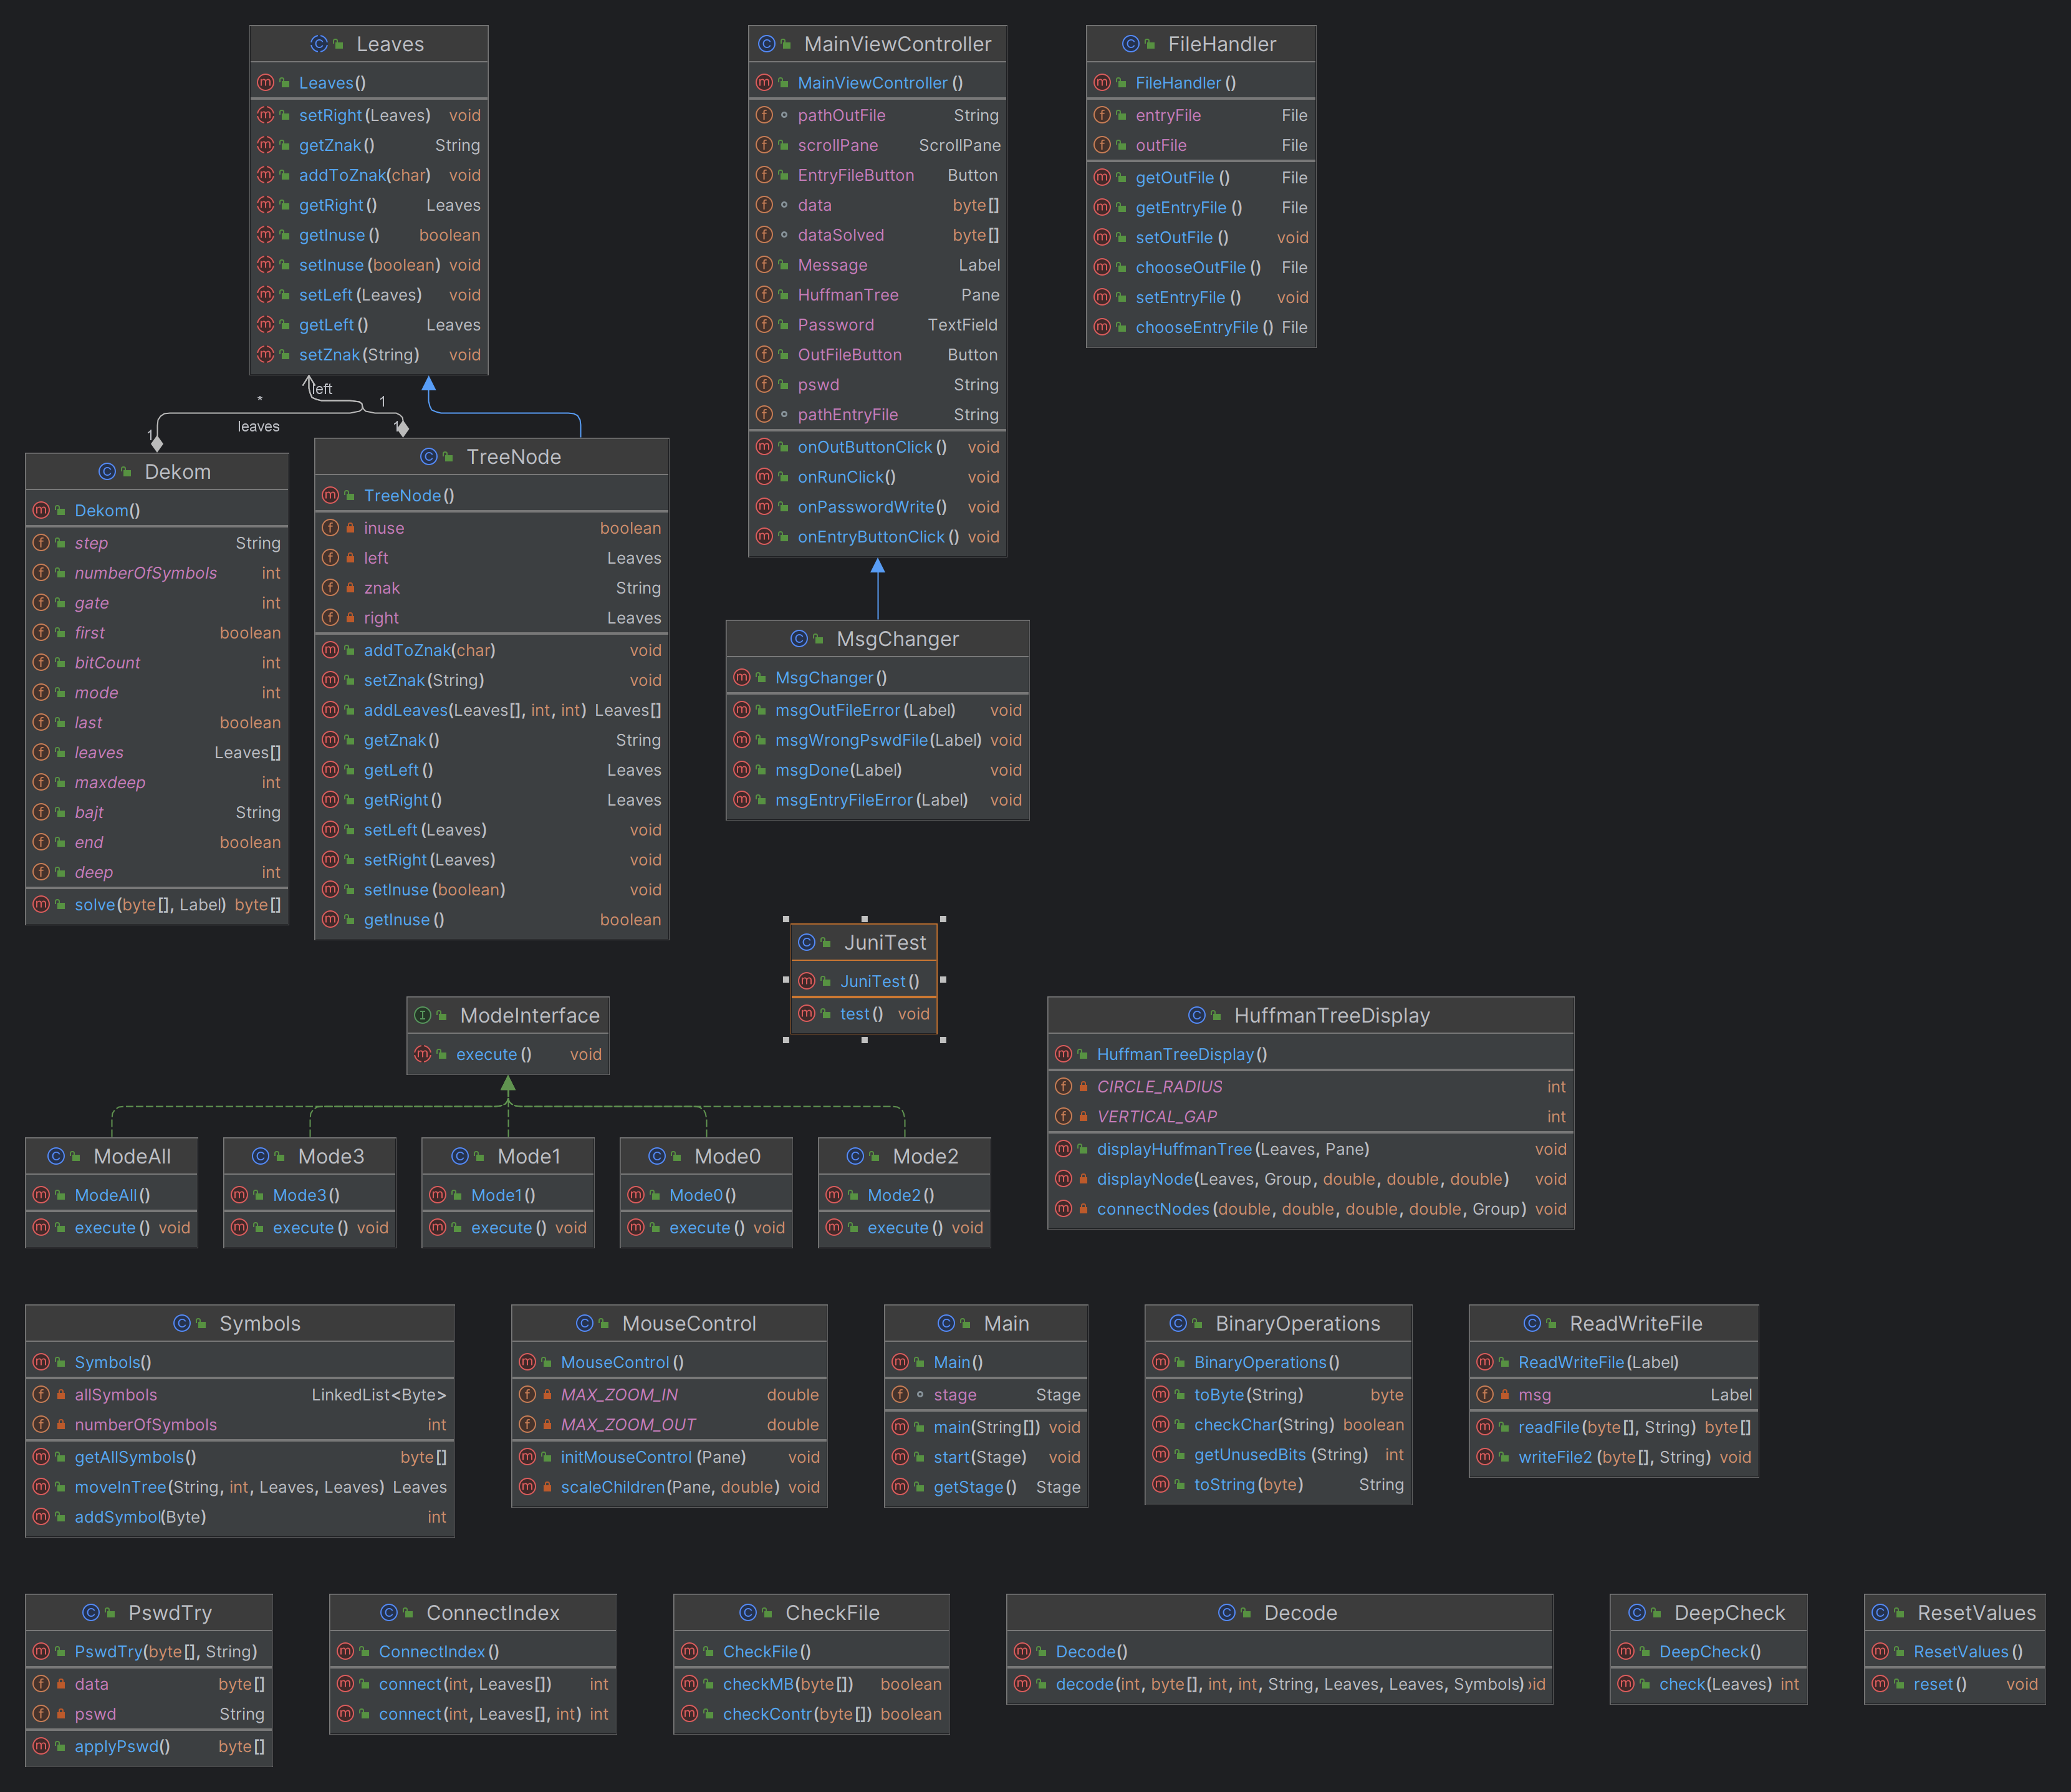 Leaves
Leaves()
setRight(Leaves) void
getZnak() String
addToZnak(char) void
getRight() Leaves
getInuse() boolean
setInuse(boolean) void
setLeft(Leaves) void
getLeft() Leaves
setZnak(String) void
MainViewController
MainViewController()
pathOutFile String
scrollPane ScrollPane
EntryFileButton Button
data byte[]
dataSolved byte[]
Message Label
HuffmanTree Pane
Password TextField
OutFileButton Button
pswd String
pathEntryFile String
onOutButtonClick() void
onRunClick() void
onPasswordWrite() void
onEntryButtonClick() void
FileHandler
FileHandler()
entryFile File
outFile File
getOutFile() File
getEntryFile() File
setOutFile() void
chooseOutFile() File
setEntryFile() void
chooseEntryFile() File
left
* 1
leaves
1 1
Dekom
Dekom()
step String
numberOfSymbols int
gate int
first boolean
bitCount int
mode int
last boolean
leaves Leaves[]
maxdeep int
bajt String
end boolean
deep int
solve(byte[], Label) byte[]
TreeNode
TreeNode()
inuse boolean
left Leaves
znak String
right Leaves
addToZnak(char) void
setZnak(String) void
addLeaves(Leaves[], int, int) Leaves[]
getZnak() String
getLeft() Leaves
getRight() Leaves
setLeft(Leaves) void
setRight(Leaves) void
setInuse(boolean) void
getInuse() boolean
MsgChanger
MsgChanger()
msgOutFileError(Label) void
msgWrongPswdFile(Label) void
msgDone(Label) void
msgEntryFileError(Label) void
JuniTest
JuniTest()
test() void
ModeInterface
execute() void
HuffmanTreeDisplay
HuffmanTreeDisplay()
CIRCLE_RADIUS int
VERTICAL_GAP int
displayHuffmanTree(Leaves, Pane) void
displayNode(Leaves, Group, double, double, double) void
connectNodes(double, double, double, double, Group) void
ModeAll
ModeAll()
execute() void
Mode3
Mode3()
execute() void
Mode1
Mode1()
execute() void
Mode0
Mode0()
execute() void
Mode2
Mode2()
execute() void
Symbols
Symbols()
allSymbols LinkedList<Byte>
numberOfSymbols int
getAllSymbols() byte[]
moveInTree(String, int, Leaves, Leaves) Leaves
addSymbol(Byte) int
MouseControl
MouseControl()
MAX_ZOOM_IN double
MAX_ZOOM_OUT double
initMouseControl(Pane) void
scaleChildren(Pane, double) void
Main
Main()
stage Stage
main(String[]) void
start(Stage) void
getStage() Stage
BinaryOperations
BinaryOperations()
toByte(String) byte
checkChar(String) boolean
getUnusedBits(String) int
toString(byte) String
ReadWriteFile
ReadWriteFile(Label)
msg Label
readFile(byte[], String) byte[]
writeFile2(byte[], String) void
PswdTry
PswdTry(byte[], String)
data byte[]
pswd String
applyPswd() byte[]
ConnectIndex
ConnectIndex()
connect(int, Leaves[]) int
connect(int, Leaves[], int) int
CheckFile
CheckFile()
checkMB(byte[]) boolean
checkContr(byte[]) boolean
Decode
Decode()
decode(int, byte[], int, int, String, Leaves, Leaves, Symbols)
DeepCheck
DeepCheck()
check(Leaves) int
ResetValues
ResetValues()
reset() void